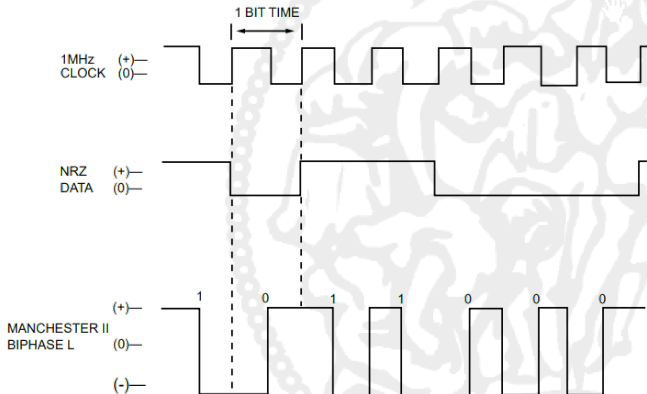 1 BIT TIME
1MHz (+)
CLOCK (0)
NRZ (+)
DATA (0)
1 0 1 1 0 0 0
(+)
MANCHESTER II
BIPHASE L (0)
(-)